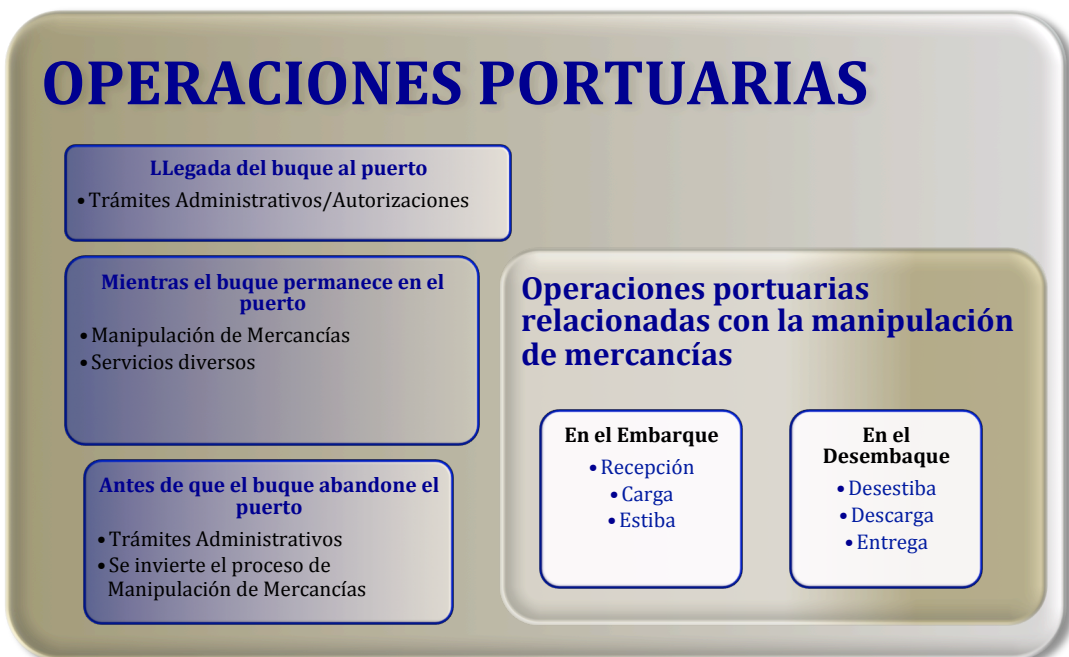 OPERACIONES PORTUARIAS
LLegada del buque al puerto
• Trámites Administrativos/Autorizaciones
Mientras el buque permanece en el
puerto
• Manipulación de Mercancías
• Servicios diversos
Antes de que el buque abandone el
puerto
• Trámites Administrativos
• Se invierte el proceso de
Manipulación de Mercancías
Operaciones portuarias
relacionadas con la manipulación
de mercancías
En el Embarque
• Recepción
• Carga
• Estiba
En el
Desembaque
• Desestiba
• Descarga
• Entrega